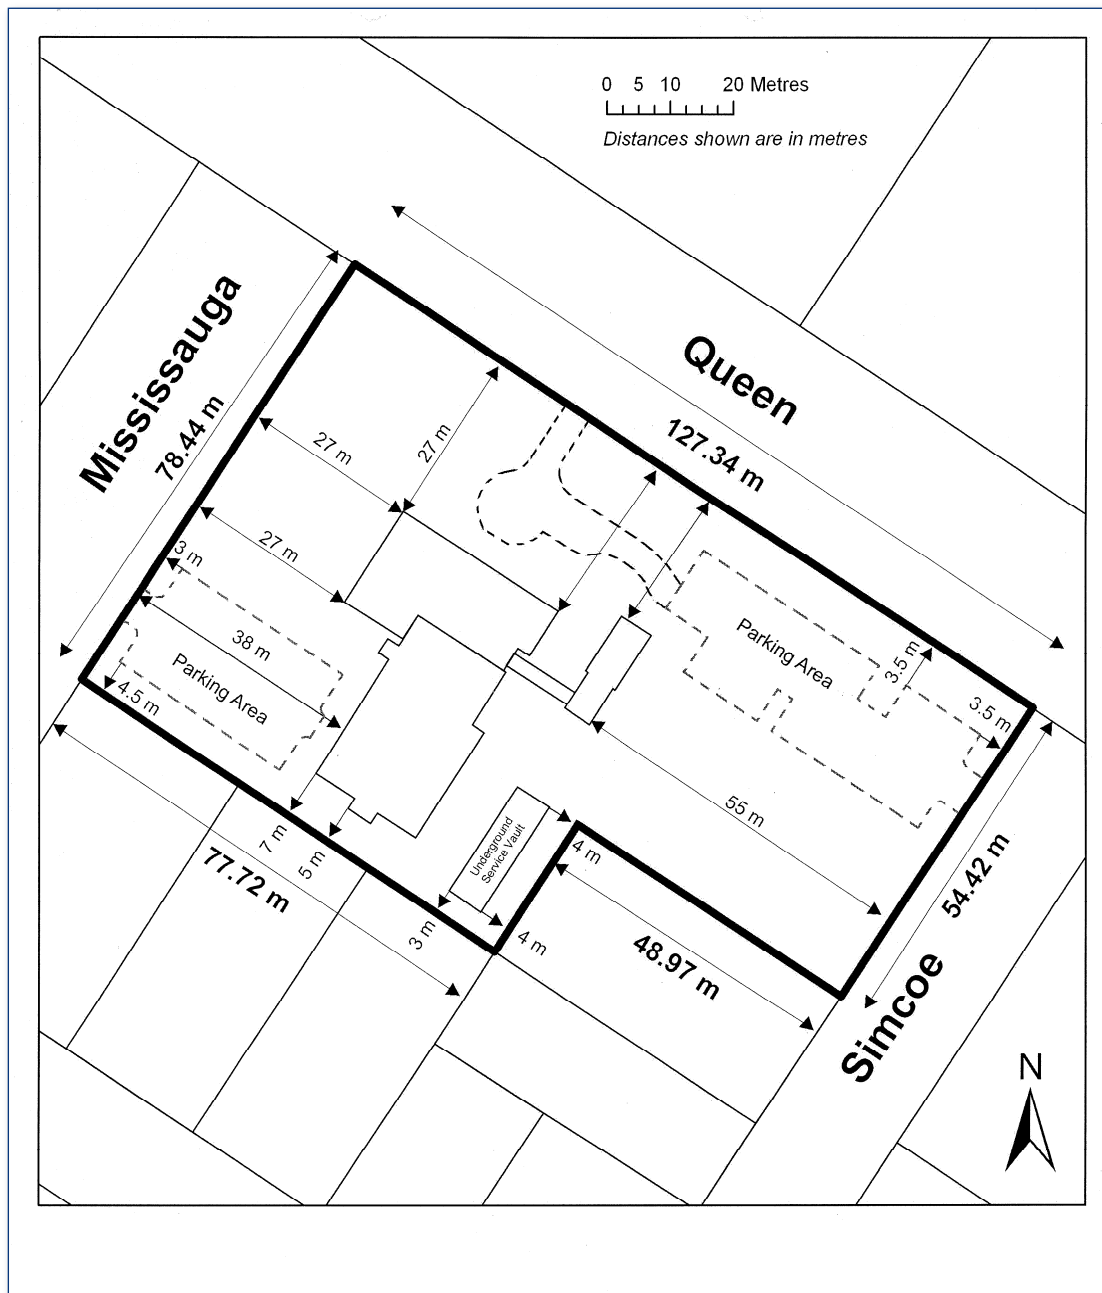 0 5 10 20 Metres
Distances shown are in metres
Mississauga
78.44 m
Queen
127.34 m
27 m
27 m
27 m
3 m
38 m
Parking Area
4.5 m
Parking Area
3.5 m
3.5 m
55 m
Underground
Service Vault
7 m
5 m
77.72 m
3 m
4 m
4 m
48.97 m
54.42 m
Simcoe
N